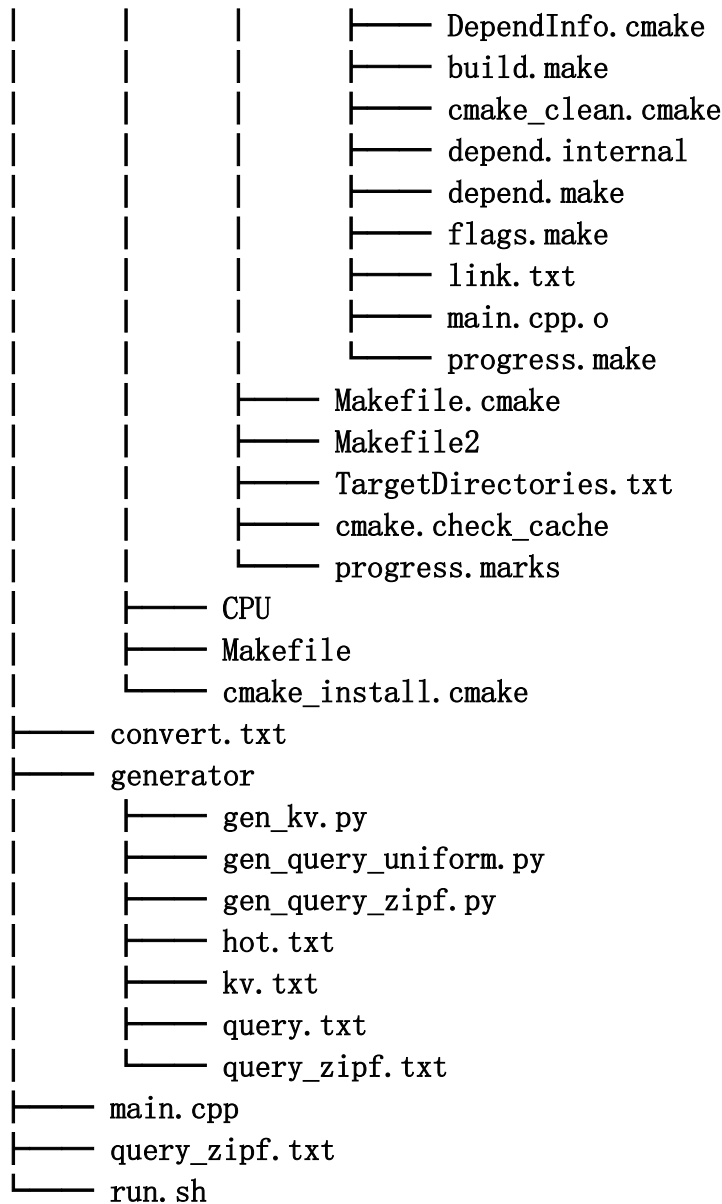 DependInfo.cmake
build.make
cmake_clean.cmake
depend.internal
depend.make
flags.make
link.txt
main.cpp.o
progress.make
Makefile.cmake
Makefile2
TargetDirectories.txt
cmake.check_cache
progress.marks
CPU
Makefile
cmake_install.cmake
convert.txt
generator
gen_kv.py
gen_query_uniform.py
gen_query_zipf.py
hot.txt
kv.txt
query.txt
query_zipf.txt
main.cpp
query_zipf.txt
run.sh